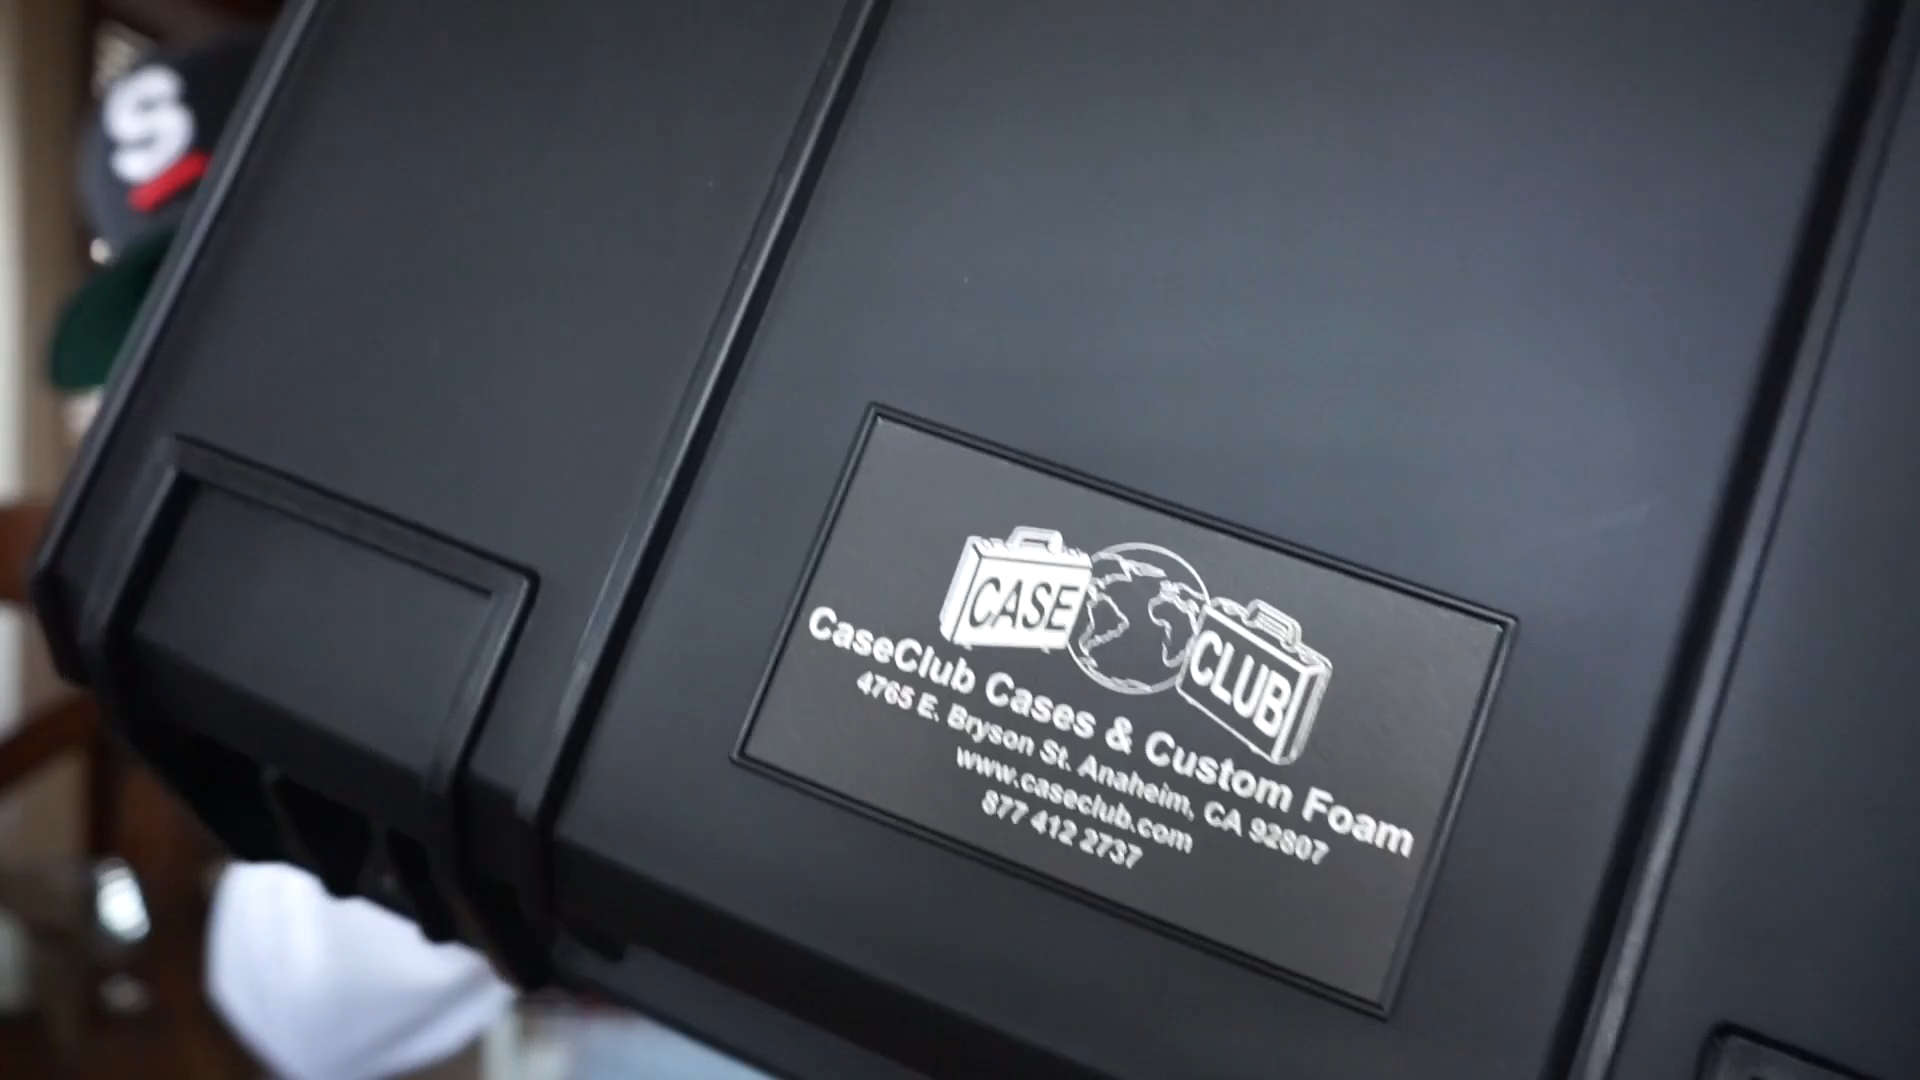 S
CASE
CLUB
CaseClub Cases & Custom Foam
4765 E. Bryson St. Anaheim, CA 92807
www.caseclub.com
877 412 2737